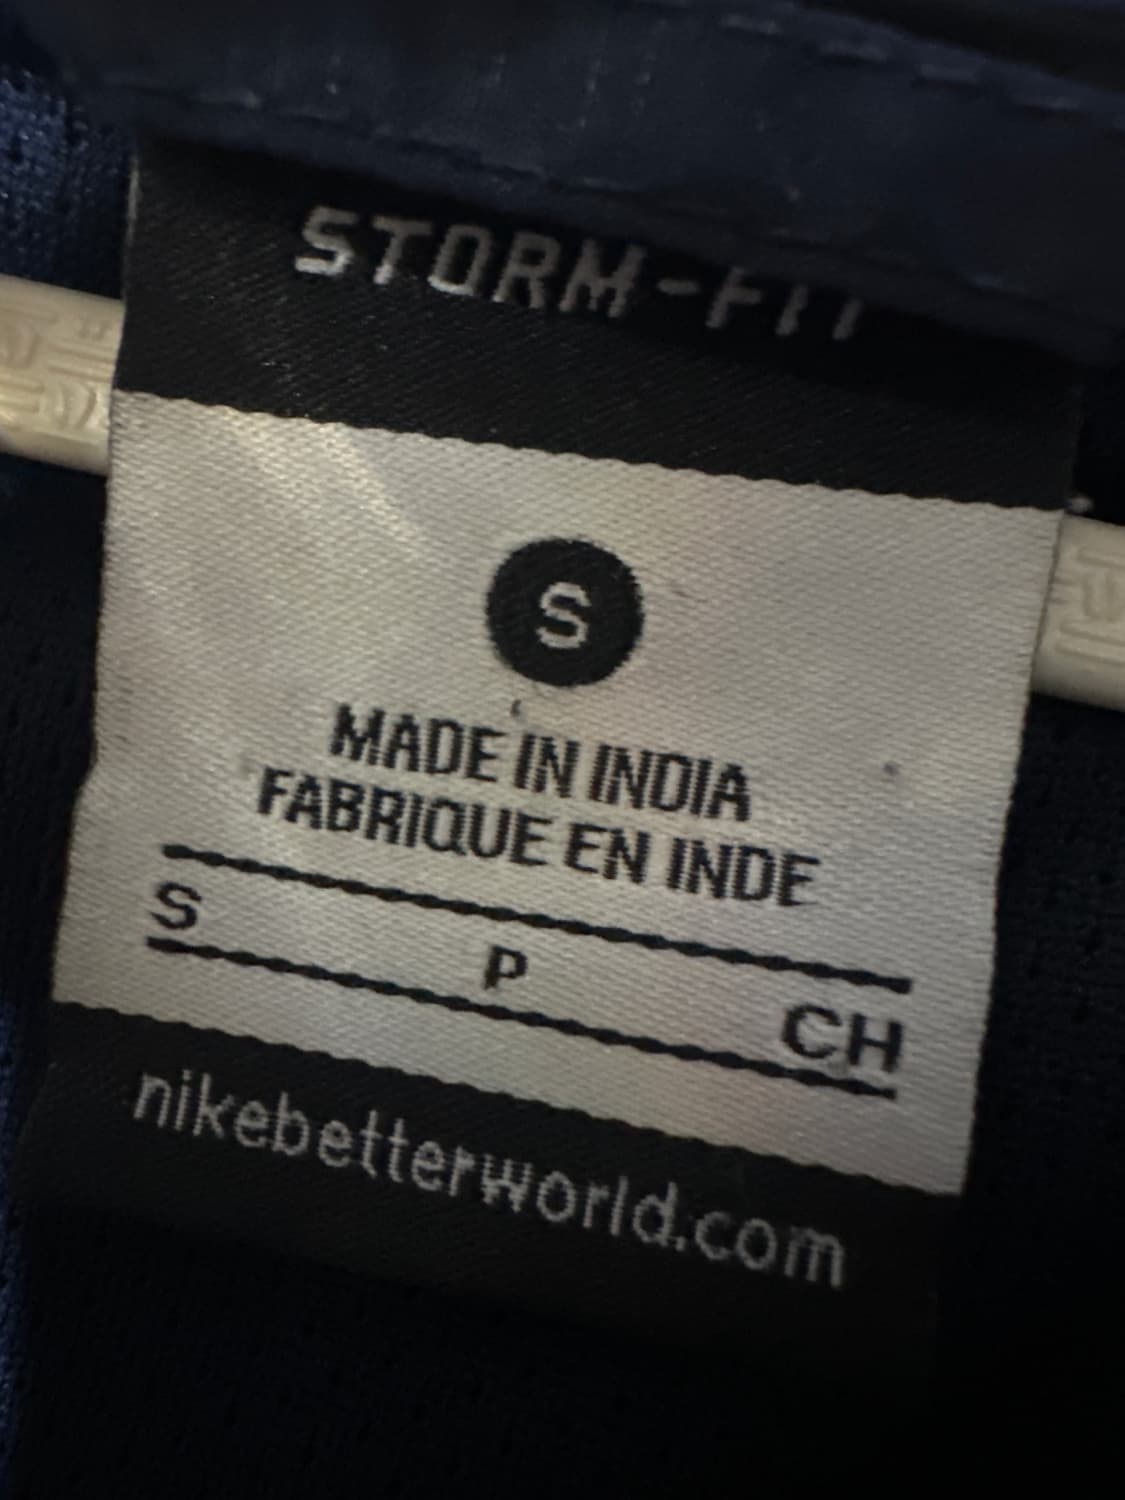 STORM-FIT
S
MADE IN INDIA
FABRIQUE EN INDE
S P CH
nikebetterworld.com